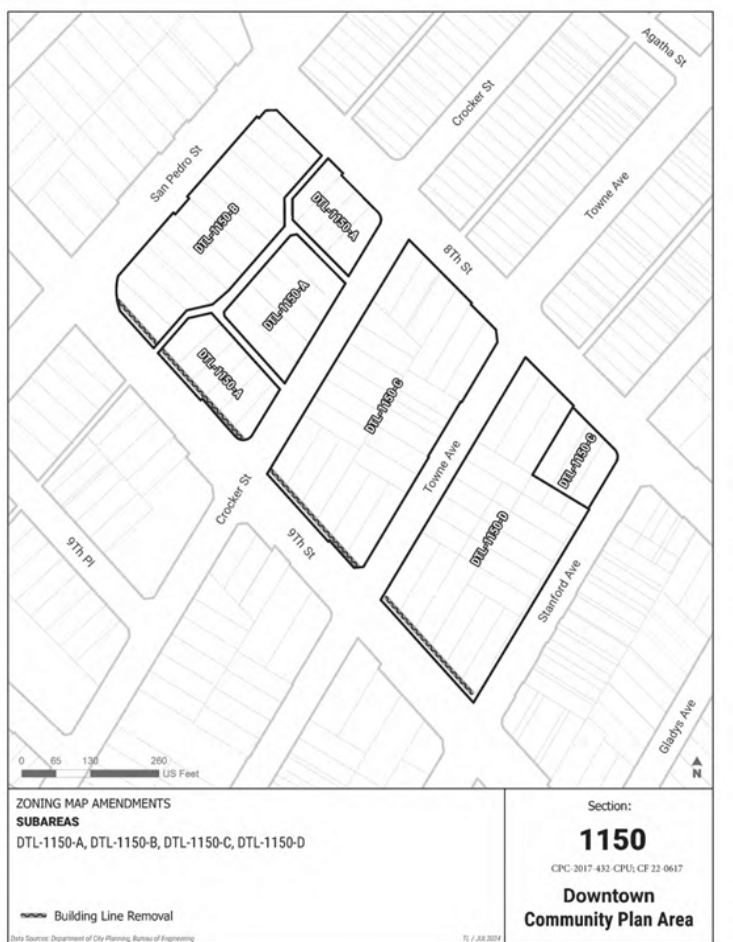 Agatha St
Crocker St
San Pedro St
Towne Ave
DTL-1150-B
DTL-1150-A
8Th St
DTL-1150-A
DTL-1150-A
DTL-1150-C
Towne Ave
DTL-1150-C
Crocker St
DTL-1150-D
9Th St
9Th Pl
Stanford Ave
Gladys Ave
0 65 130 260
US Feet
N
ZONING MAP AMENDMENTS
SUBAREAS
DTL-1150-A, DTL-1150-B, DTL-1150-C, DTL-1150-D
Building Line Removal
Data Sources: Department of City Planning, Bureau of Engineering
TL / JUL 2024
Section:
1150
CPC-2017-432-CPU; CF 22-0617
Downtown
Community Plan Area